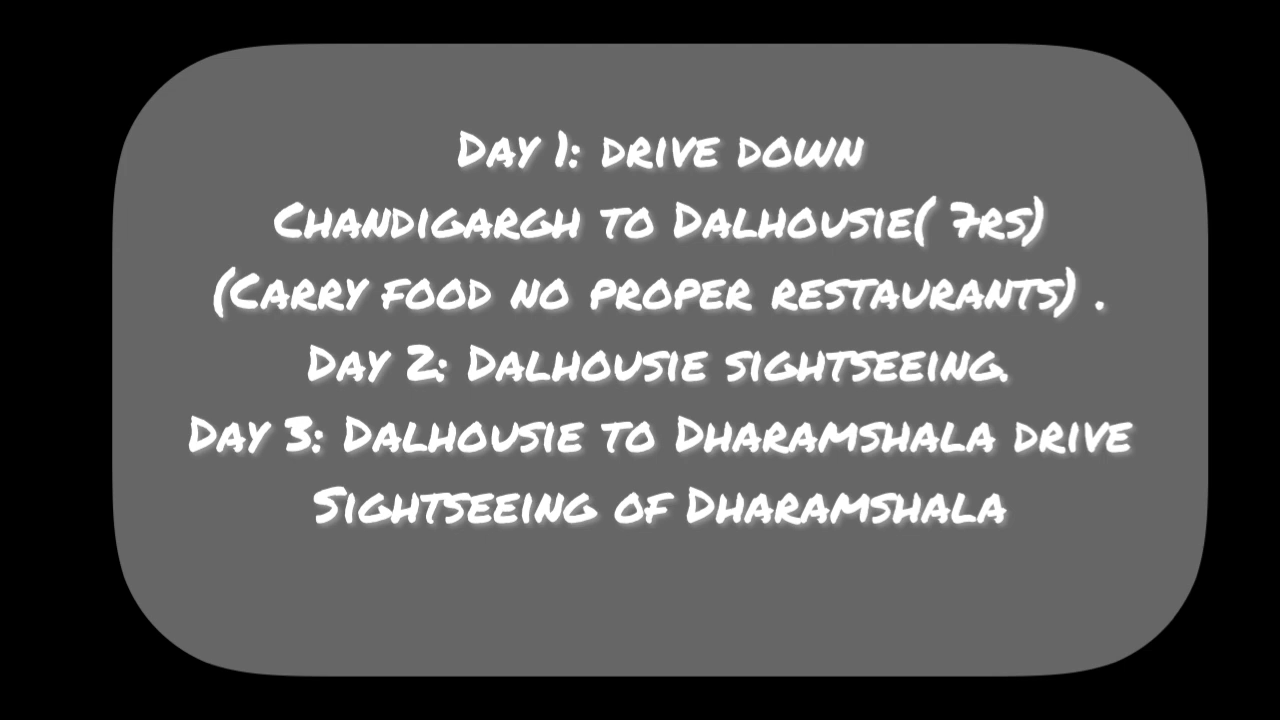 Day 1: drive down
Chandigargh to Dalhousie( 7rs)
(Carry food no proper restaurants) .
Day 2: Dalhousie sightseeing.
Day 3: Dalhousie to Dharamshala drive
Sightseeing of Dharamshala